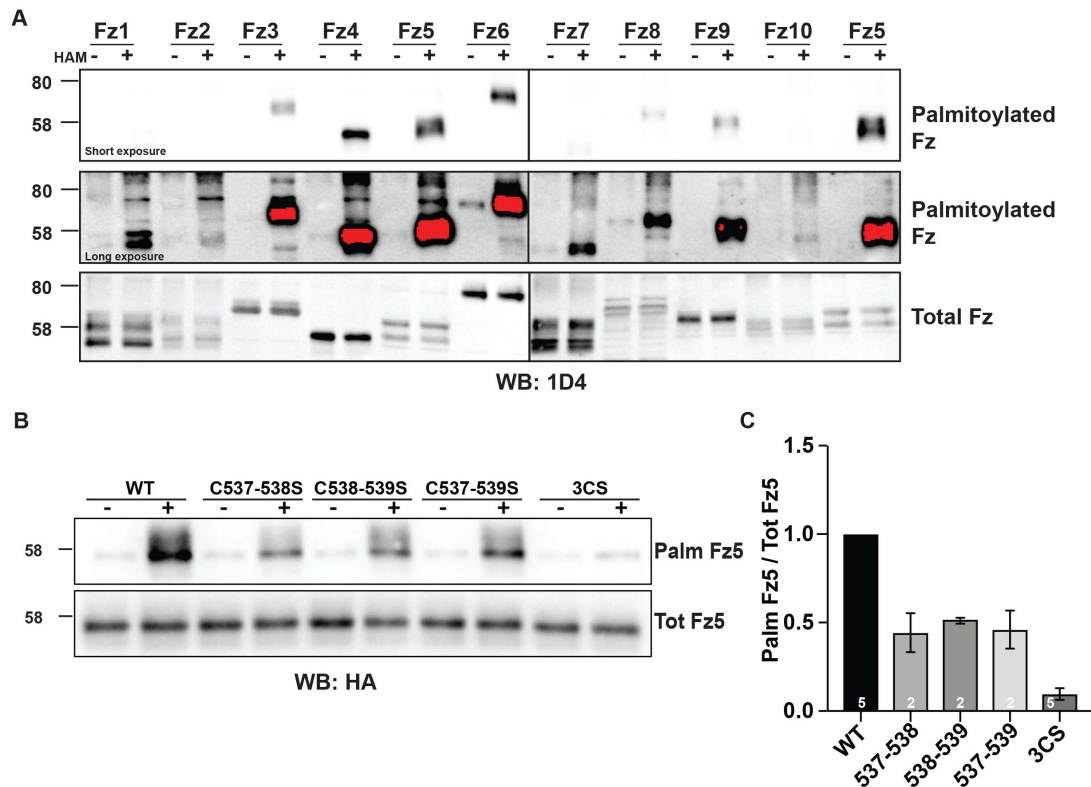 A
Fz1 Fz2 Fz3 Fz4 Fz5 Fz6 Fz7 Fz8 Fz9 Fz10 Fz5
HAM - + - + - + - + - + - + - + - + - + - + - +
80
58
Short exposure
Palmitoylated
Fz
80
58
Long exposure
Palmitoylated
Fz
80
58
Total Fz
WB: 1D4
B
WT C537-538S C538-539S C537-539S 3CS
- + - + - + - + - +
58
Palm Fz5
58
Tot Fz5
WB: HA
C
Palm Fz5 / Tot Fz5
1.5
1.0
0.5
0.0
5 2 2 2 5
WT 537-538 538-539 537-539 3CS